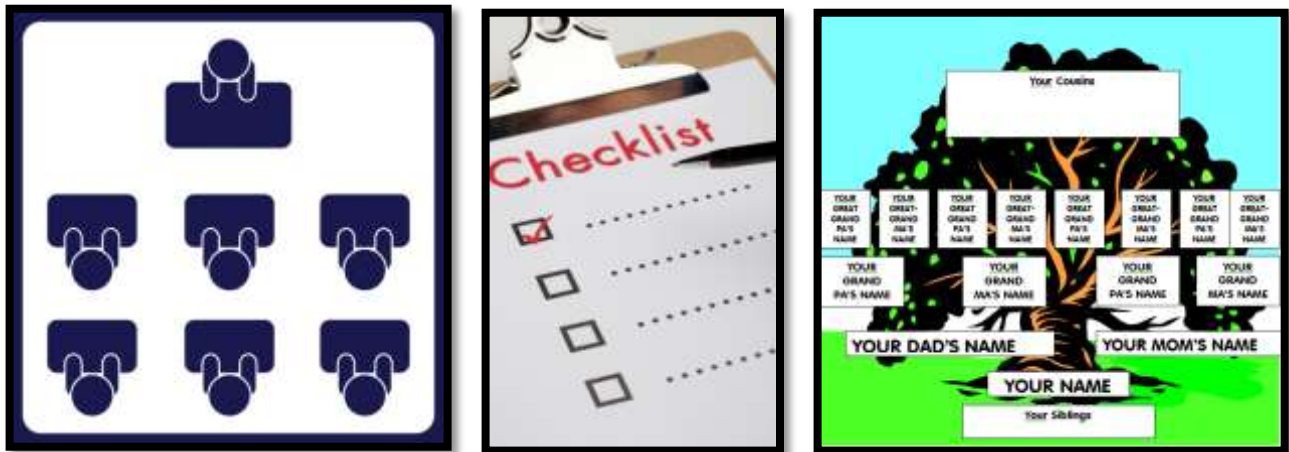 Checklist
Your Cousins
YOUR GREAT GRAND PA'S NAME
YOUR GREAT- GRAND MA'S NAME
YOUR GREAT GRAND PA'S NAME
YOUR GREAT- GRAND MA'S NAME
YOUR GREAT GRAND PA'S NAME
YOUR GREAT- GRAND MA'S NAME
YOUR GREAT GRAND PA'S NAME
YOUR GREAT- GRAND MA'S NAME
YOUR
GRAND
PA'S NAME
YOUR
GRAND
MA'S NAME
YOUR
GRAND
PA'S NAME
YOUR
GRAND
MA'S NAME
YOUR DAD'S NAME
YOUR MOM'S NAME
YOUR NAME
Your Siblings